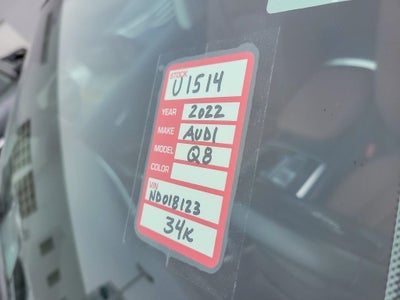 STOCK
U1514
YEAR 2022
MAKE AUDI
MODEL Q8
COLOR
VIN
ND018123
34K